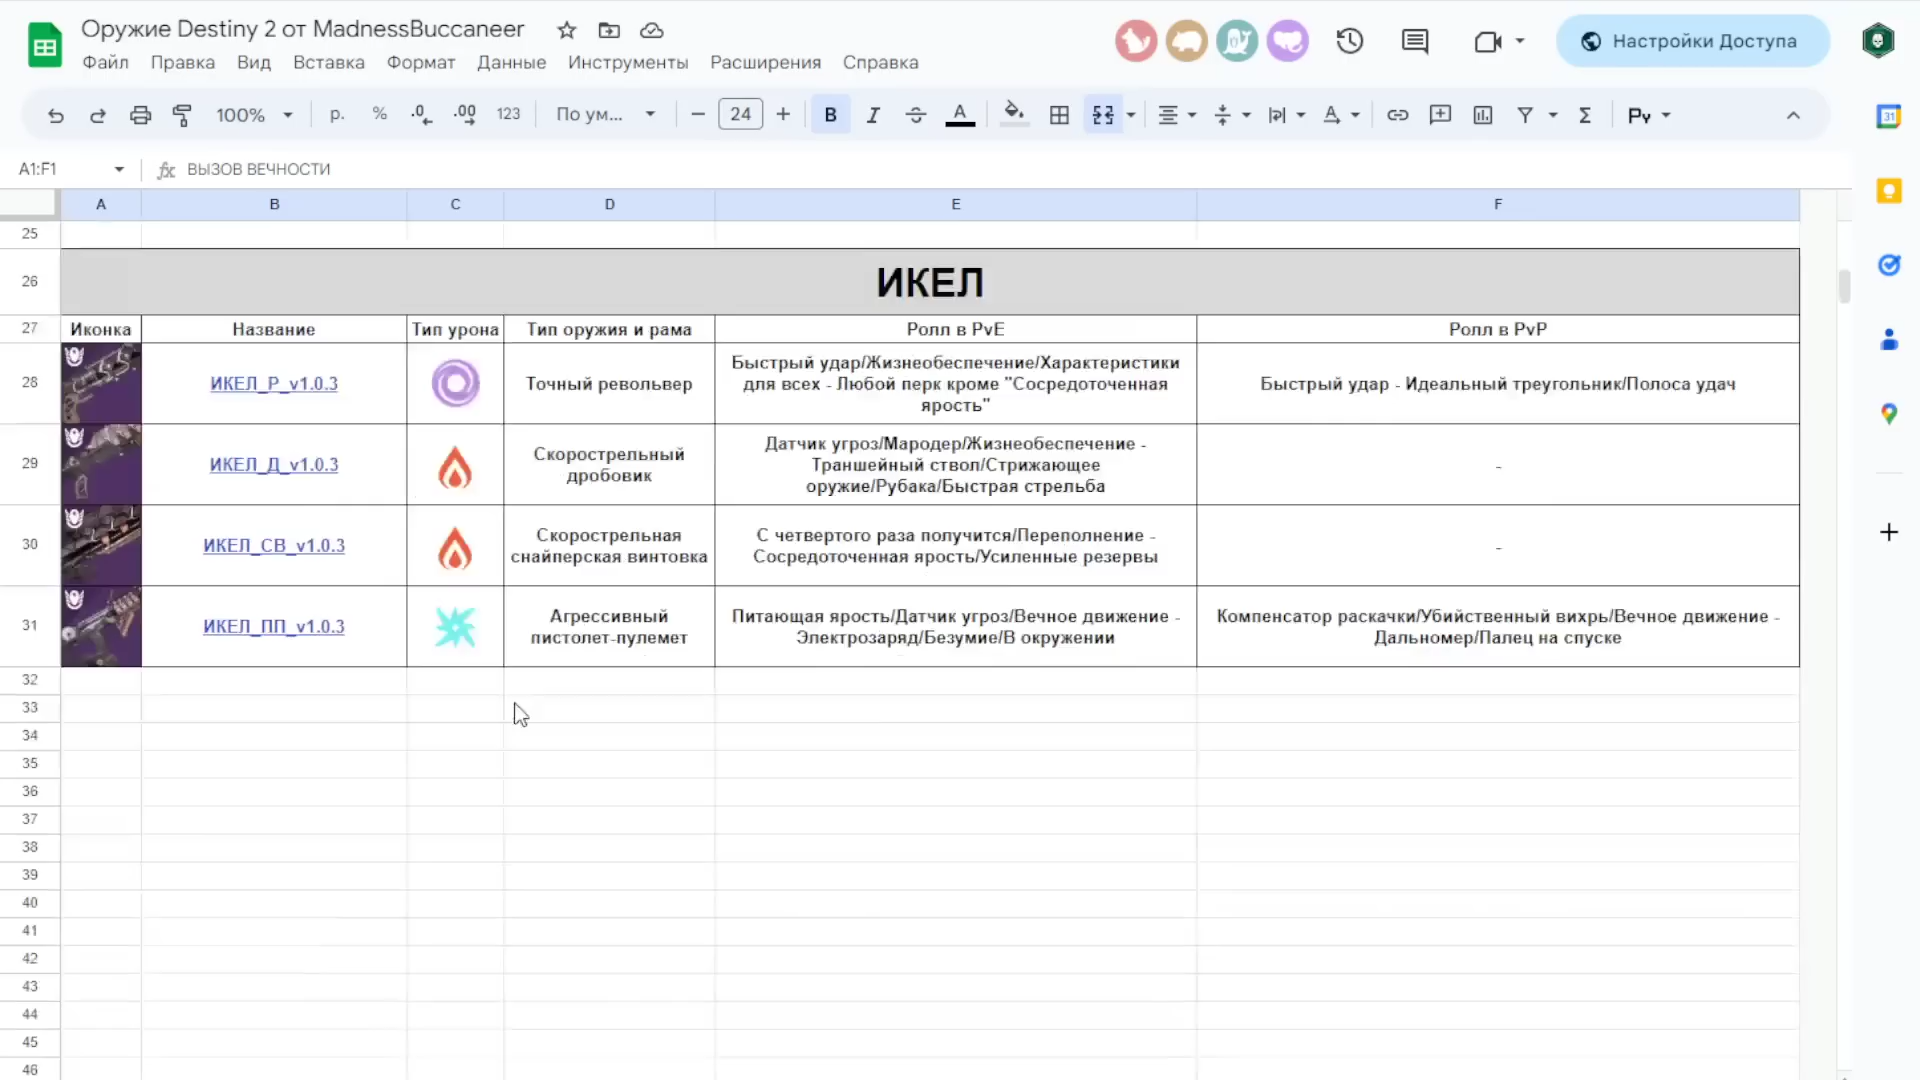 Оружие Destiny 2 от MadnessBuccaneer
Файл Правка Вид Вставка Формат Данные Инструменты Расширения Справка
Настройки Доступа
100% р. % .0 .00 123 По ум... 24 B I A Σ Ру
31
A1:F1 fx ВЫЗОВ ВЕЧНОСТИ
A B C D E F
25
26 ИКЕЛ
27 Иконка Название Тип урона Тип оружия и рама Ролл в PvE Ролл в PvP
28 ИКЕЛ_Р_v1.0.3 Точный револьвер
Быстрый удар/Жизнеобеспечение/Характеристики
для всех - Любой перк кроме "Сосредоточенная
ярость"
Быстрый удар - Идеальный треугольник/Полоса удач
29 ИКЕЛ_Д_v1.0.3
Скорострельный
дробовик
Датчик угроз/Мародер/Жизнеобеспечение -
Траншейный ствол/Стрижающее
оружие/Рубака/Быстрая стрельба
-
30 ИКЕЛ_СВ_v1.0.3
Скорострельная
снайперская винтовка
С четвертого раза получится/Переполнение -
Сосредоточенная ярость/Усиленные резервы
-
31 ИКЕЛ_ПП_v1.0.3
Агрессивный
пистолет-пулемет
Питающая ярость/Датчик угроз/Вечное движение -
Электрозаряд/Безумие/В окружении
Компенсатор раскачки/Убийственный вихрь/Вечное движение -
Дальномер/Палец на спуске
32
33
34
35
36
37
38
39
40
41
42
43
44
45
46